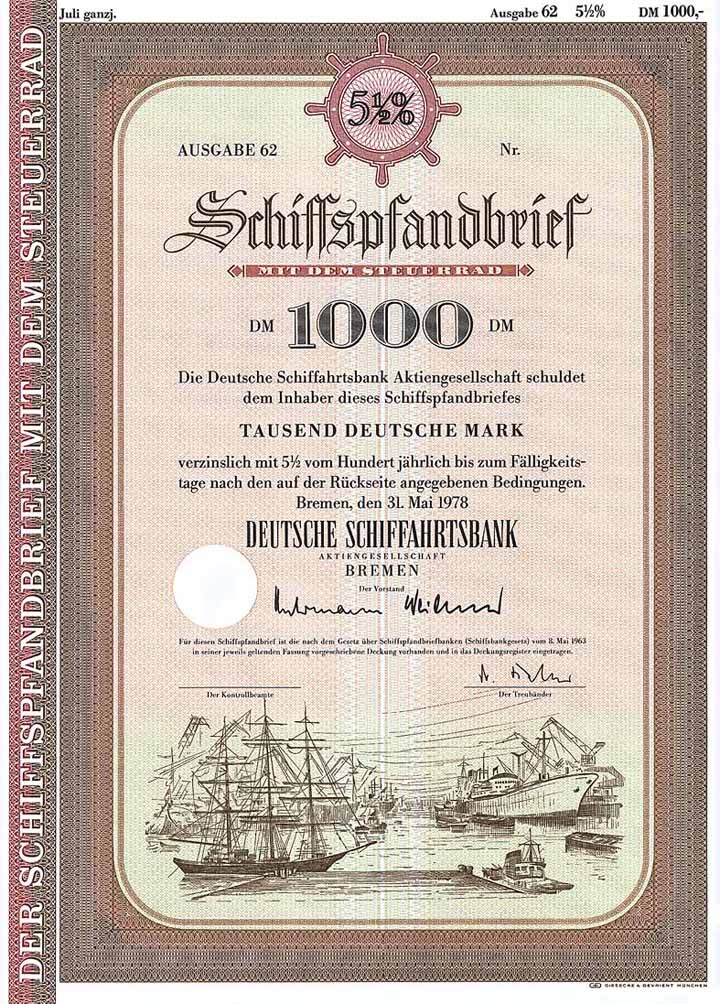 Juli ganzj. Ausgabe 62 5½% DM 1000,-
DER SCHIFFSPFANDBRIEF MIT DEM STEUERRAD
5½%
AUSGABE 62 Nr.
Schiffspfandbrief
MIT DEM STEUERRAD
DM 1000 DM
Die Deutsche Schiffahrtsbank Aktiengesellschaft schuldet
dem Inhaber dieses Schiffspfandbriefes
TAUSEND DEUTSCHE MARK
verzinslich mit 5½ vom Hundert jährlich bis zum Fälligkeits-
tage nach den auf der Rückseite angegebenen Bedingungen.
Bremen, den 31. Mai 1978
DEUTSCHE SCHIFFAHRTSBANK
AKTIENGESELLSCHAFT
BREMEN
Der Vorstand
Für diesen Schiffspfandbrief ist die nach dem Gesetz über Schiffspfandbriefbanken (Schiffsbankgesetz) vom 8. Mai 1963
in seiner jeweils geltenden Fassung vorgeschriebene Deckung vorhanden und in das Deckungsregister eingetragen.
Der Kontrollbeamte Der Treuhänder
GD GIESECKE & DEVRIENT MÜNCHEN